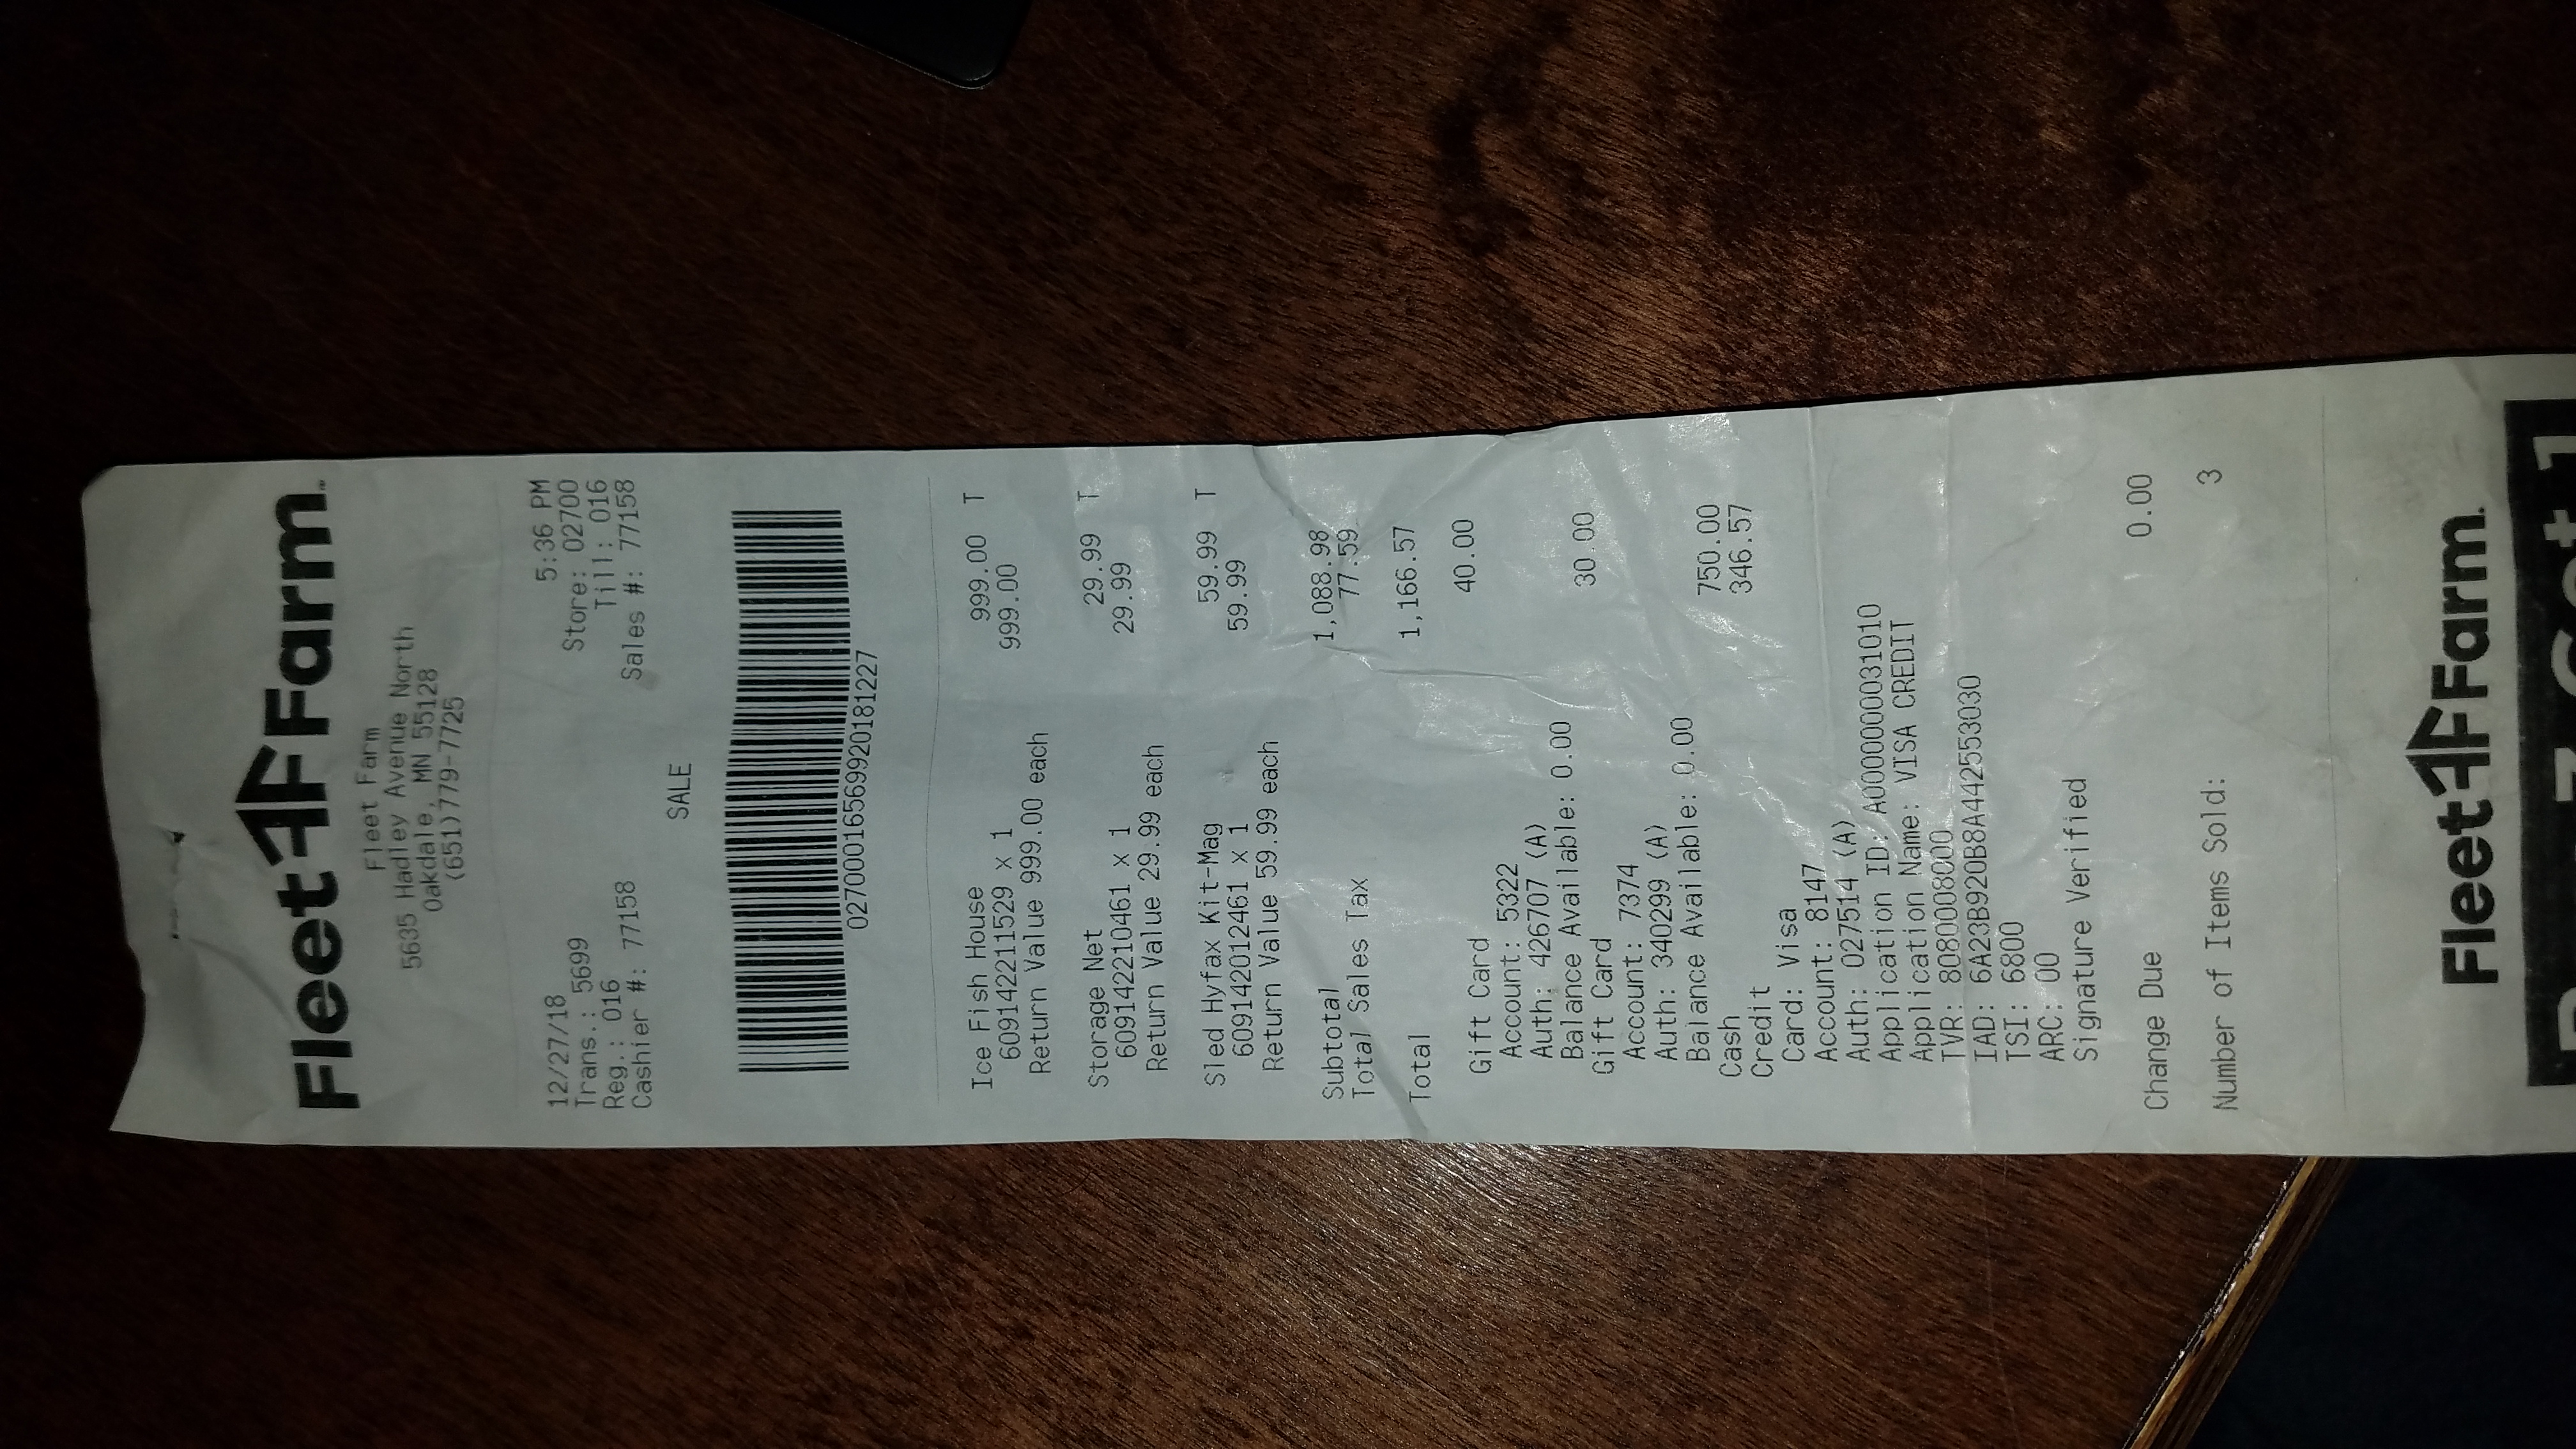 Fleet Farm
Fleet Farm
5635 Hadley Avenue North
Oakdale, MN 55128
(651)779-7725
12/27/18 5:36 PM
Trans.: 5699 Store: 02700
Reg.: 016 Till: 016
Cashier #: 77158 Sales #: 77158
SALE
02700016569920181227
Ice Fish House 999.00 T
609142211529 x 1 999.00
Return Value 999.00 each
Storage Net 29.99 T
609142210461 x 1 29.99
Return Value 29.99 each
Sled Hyfax Kit-Mag 59.99 T
609142012461 x 1 59.99
Return Value 59.99 each
Subtotal 1,088.98
Total Sales Tax 77.59
Total 1,166.57
Gift Card 40.00
Account: 5322
Auth: 426707 (A)
Balance Available: 0.00
Gift Card 30.00
Account: 7374
Auth: 340299 (A)
Balance Available: 0.00
Cash 750.00
Credit 346.57
Card: Visa
Account: 8147
Auth: 027514 (A)
Application ID: A0000000031010
Application Name: VISA CREDIT
TVR: 8080008000
IAD: 6A23B920B8A442553030
TSI: 6800
ARC: 00
Signature Verified
Change Due 0.00
Number of Items Sold: 3
Fleet Farm